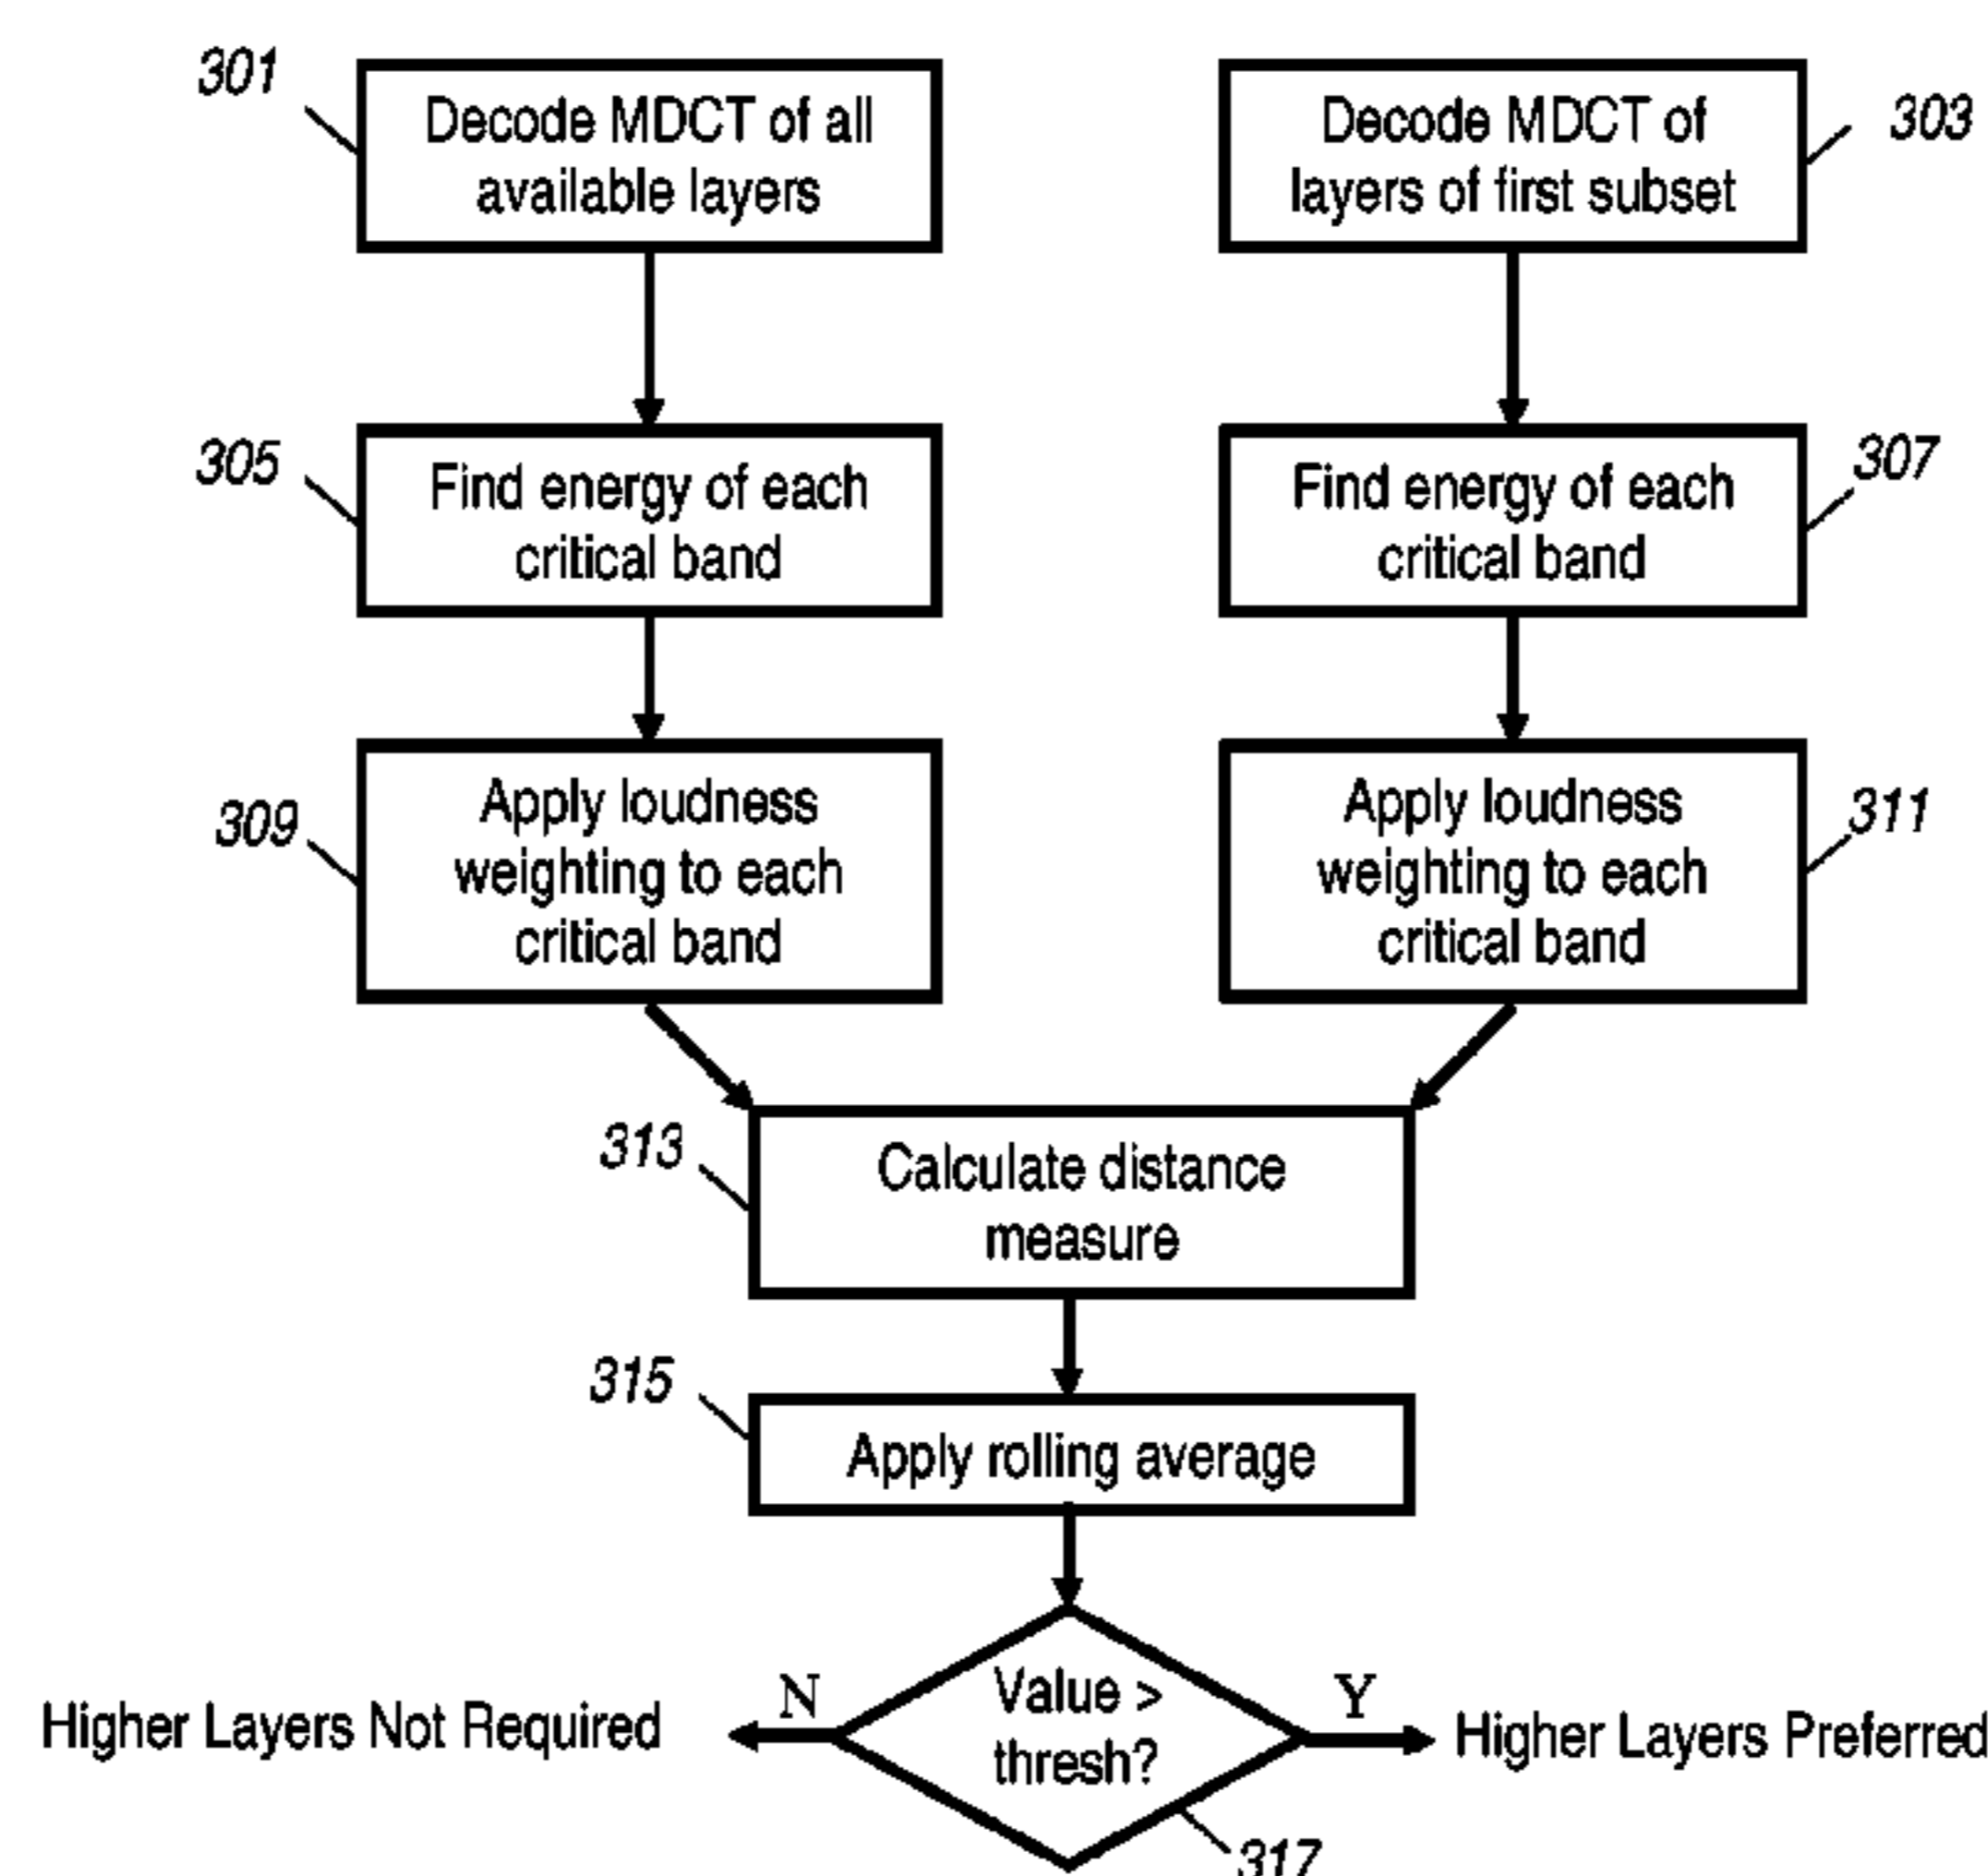 301
Decode MDCT of all
available layers
Decode MDCT of
layers of first subset
303
305
Find energy of each
critical band
Find energy of each
critical band
307
309
Apply loudness
weighting to each
critical band
Apply loudness
weighting to each
critical band
311
313
Calculate distance
measure
315
Apply rolling average
Higher Layers Not Required
N
Value >
thresh?
Y
Higher Layers Preferred
317